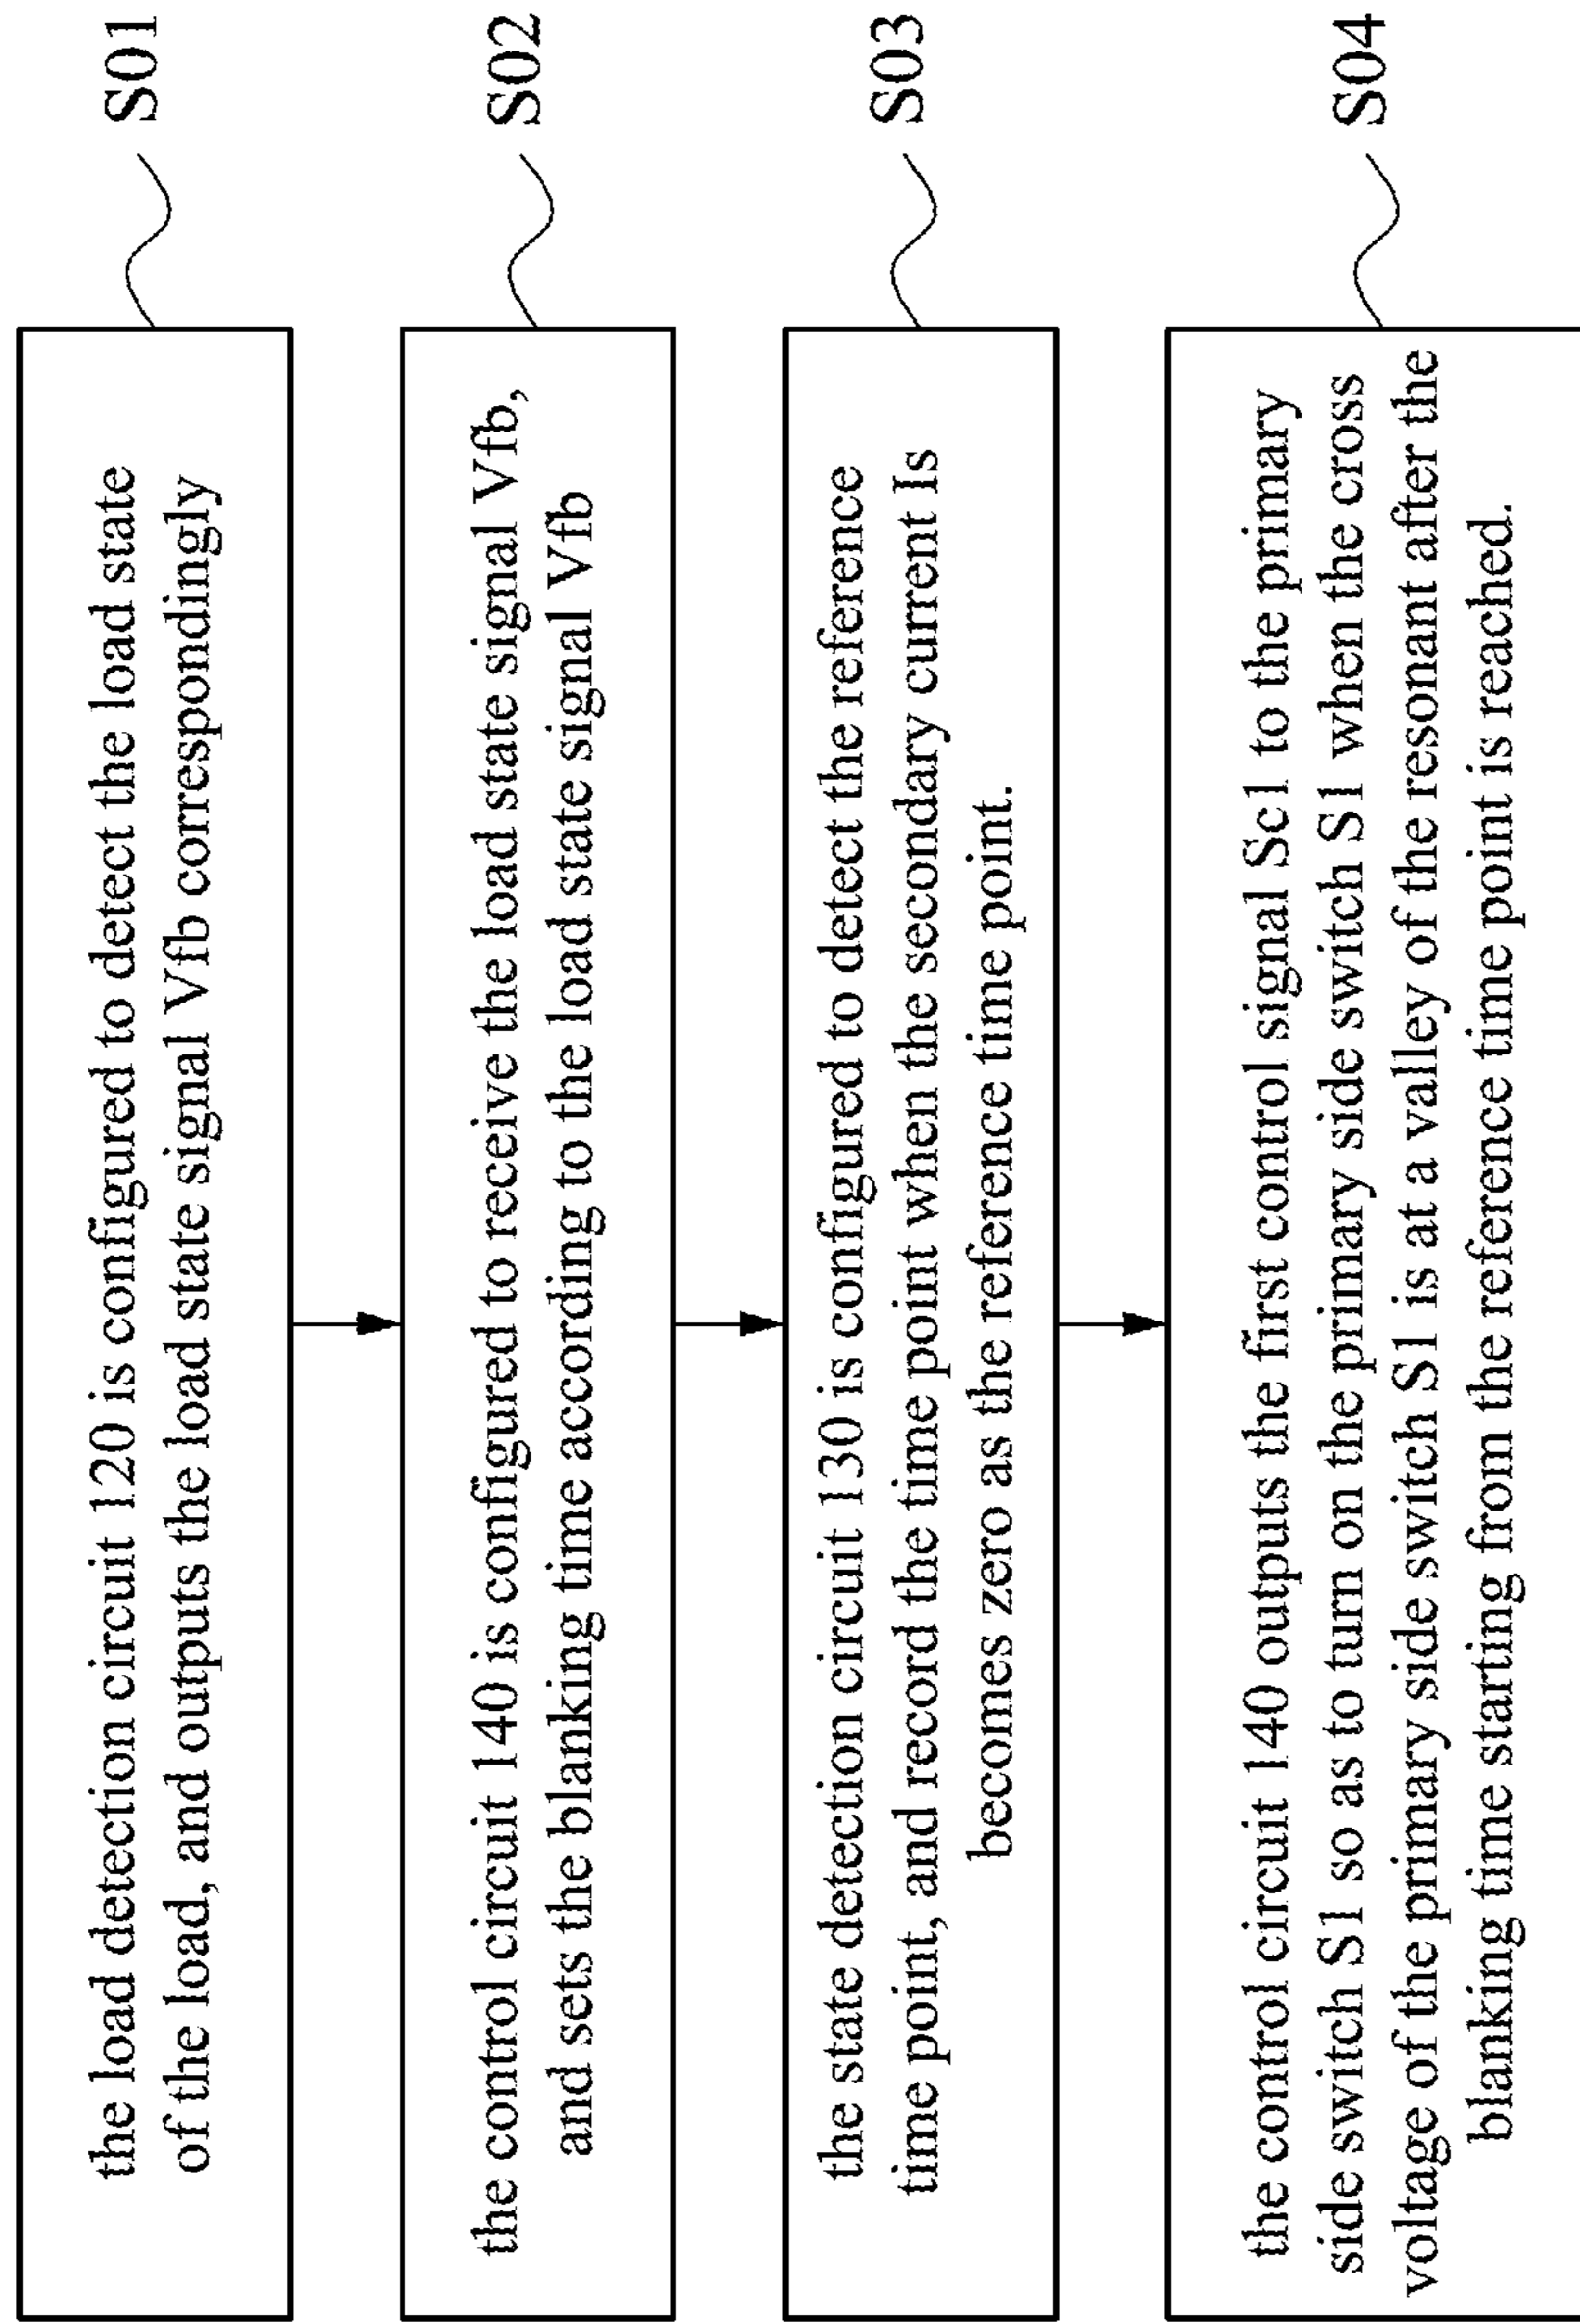 the load detection circuit 120 is configured to detect the load state
of the load, and outputs the load state signal Vfb correspondingly
S01
the control circuit 140 is configured to receive the load state signal Vfb,
and sets the blanking time according to the load state signal Vfb
S02
the state detection circuit 130 is configured to detect the reference
time point, and record the time point when the secondary current Is
becomes zero as the reference time point.
S03
the control circuit 140 outputs the first control signal Sc1 to the primary
side switch S1 so as to turn on the primary side switch S1 when the cross
voltage of the primary side switch S1 is at a valley of the resonant after the
blanking time starting from the reference time point is reached.
S04